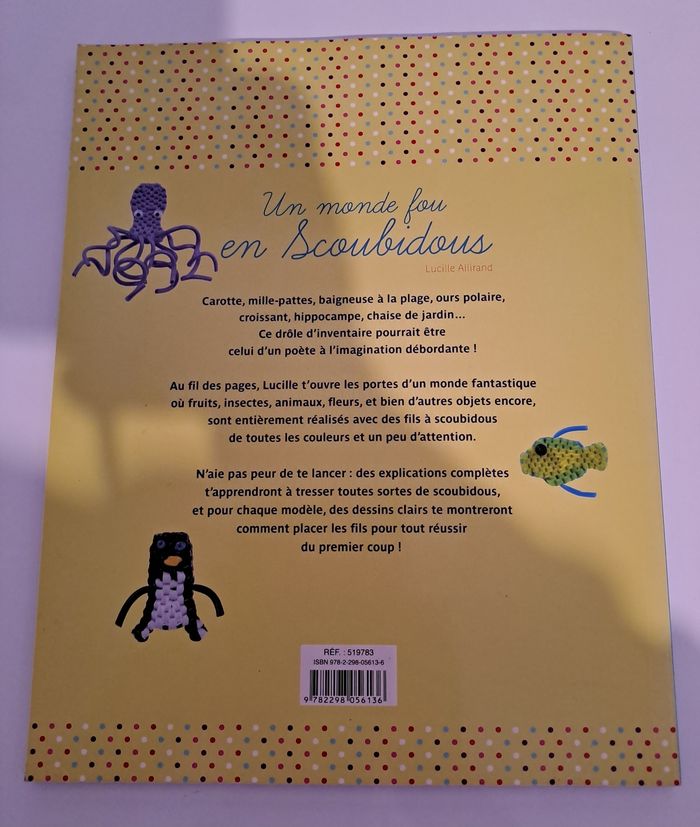 Un monde fou
en Scoubidous
Lucille Allirand
Carotte, mille-pattes, baigneuse à la plage, ours polaire,
croissant, hippocampe, chaise de jardin...
Ce drôle d'inventaire pourrait être
celui d'un poète à l'imagination débordante !
Au fil des pages, Lucille t'ouvre les portes d'un monde fantastique
où fruits, insectes, animaux, fleurs, et bien d'autres objets encore,
sont entièrement réalisés avec des fils à scoubidous
de toutes les couleurs et un peu d'attention.
N'aie pas peur de te lancer : des explications complètes
t'apprendront à tresser toutes sortes de scoubidous,
et pour chaque modèle, des dessins clairs te montreront
comment placer les fils pour tout réussir
du premier coup !
RÉF. : 519783
ISBN 978-2-298-05613-6
9 782298 056136